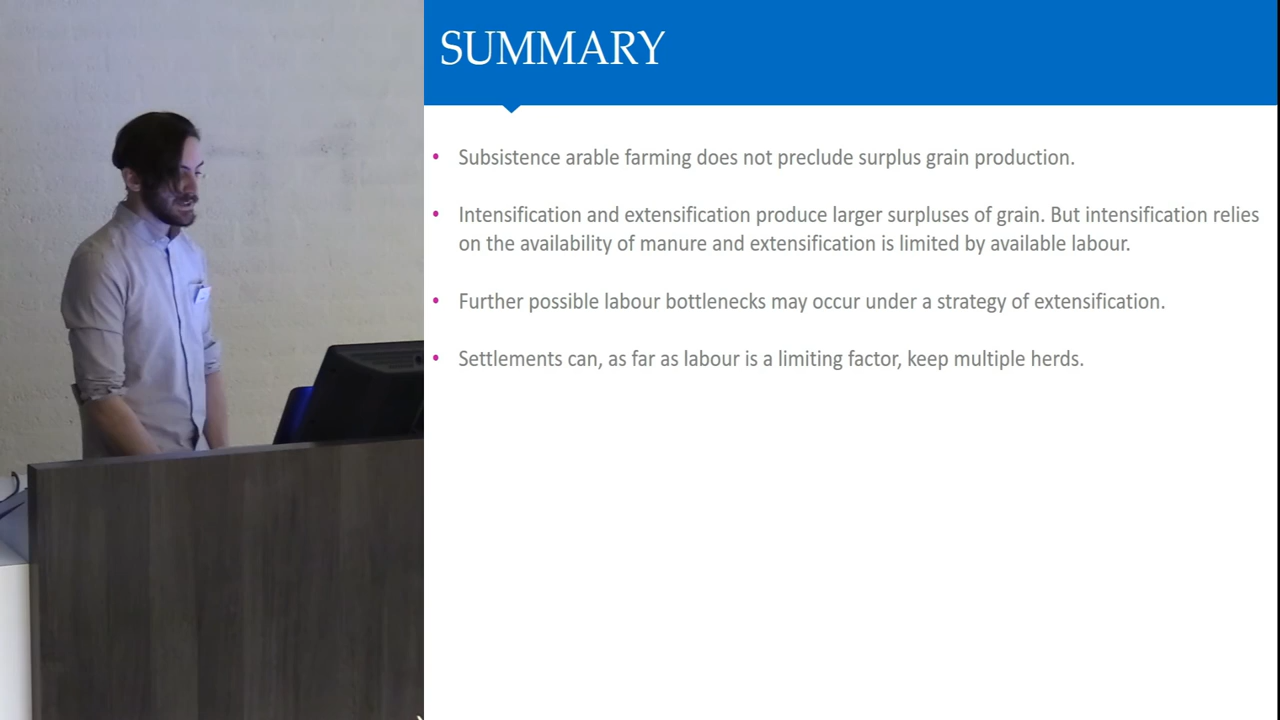 SUMMARY
• Subsistence arable farming does not preclude surplus grain production.
• Intensification and extensification produce larger surpluses of grain. But intensification relies
on the availability of manure and extensification is limited by available labour.
• Further possible labour bottlenecks may occur under a strategy of extensification.
• Settlements can, as far as labour is a limiting factor, keep multiple herds.